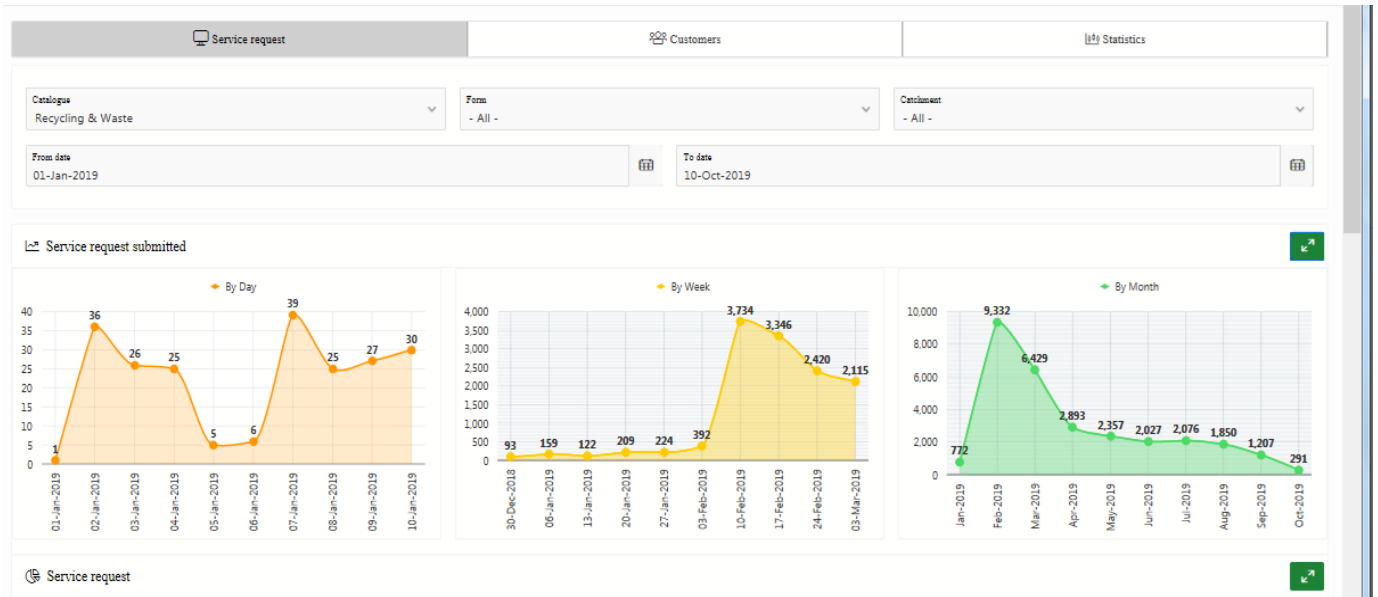 Service request
Customers
Statistics
Catalogue
Recycling & Waste
Form
- All -
Catchment
- All -
From date
01-Jan-2019
To date
10-Oct-2019
Service request submitted
By Day
40
35
30
25
20
15
10
5
0
1
36
26
25
5
6
39
25
27
30
01-Jan-2019
02-Jan-2019
03-Jan-2019
04-Jan-2019
05-Jan-2019
06-Jan-2019
07-Jan-2019
08-Jan-2019
09-Jan-2019
10-Jan-2019
By Week
4,000
3,500
3,000
2,500
2,000
1,500
1,000
500
0
93
159
122
209
224
392
3,734
3,346
2,420
2,115
30-Dec-2018
06-Jan-2019
13-Jan-2019
20-Jan-2019
27-Jan-2019
03-Feb-2019
10-Feb-2019
17-Feb-2019
24-Feb-2019
03-Mar-2019
By Month
10,000
8,000
6,000
4,000
2,000
0
772
9,332
6,429
2,893
2,357
2,027
2,076
1,850
1,207
291
Jan-2019
Feb-2019
Mar-2019
Apr-2019
May-2019
Jun-2019
Jul-2019
Aug-2019
Sep-2019
Oct-2019
Service request